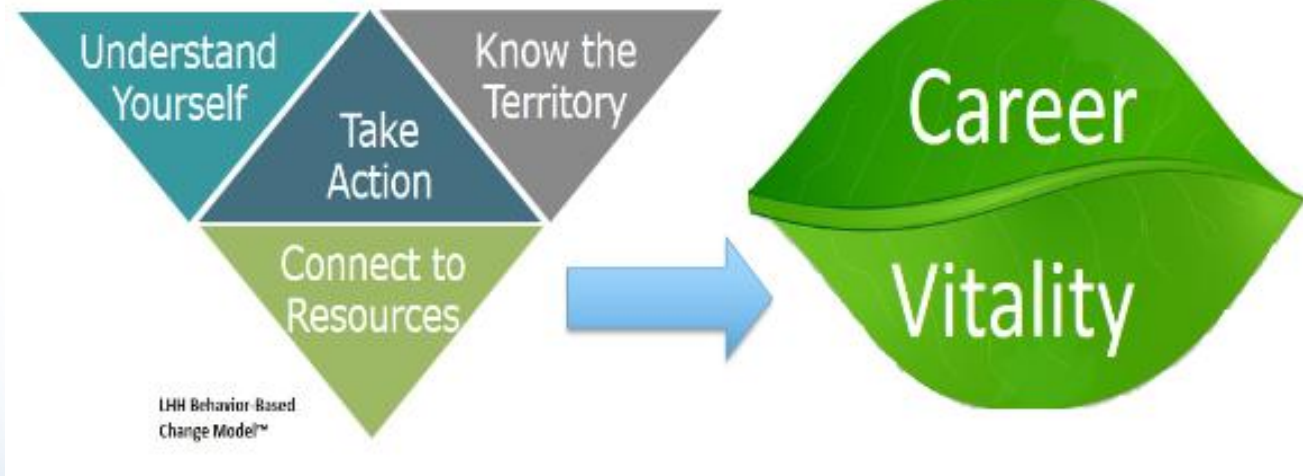 Understand
Yourself
Take
Action
Know the
Territory
Connect to
Resources
LHH Behavior-Based
Change Model™
Career
Vitality